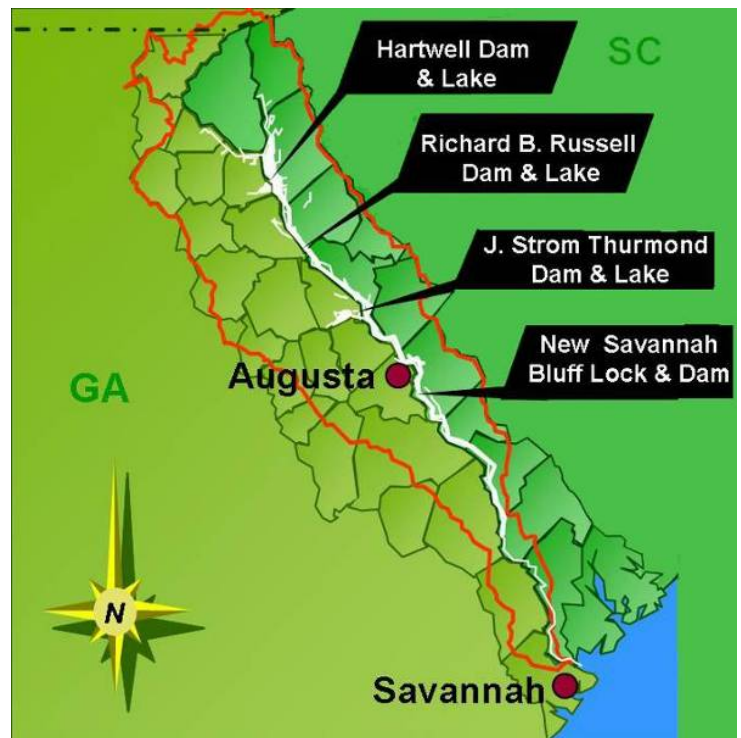 Hartwell Dam
& Lake
SC
Richard B. Russell
Dam & Lake
J. Strom Thurmond
Dam & Lake
New Savannah
Bluff Lock & Dam
GA
Augusta
N
Savannah